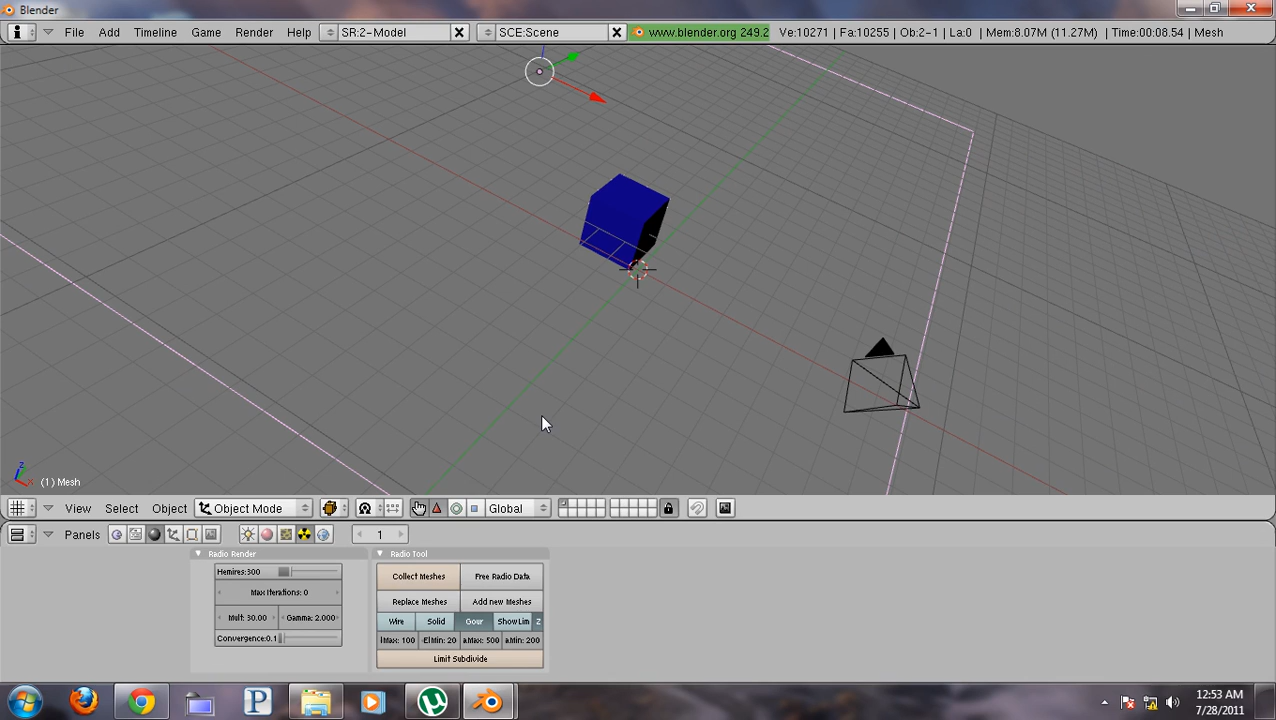 Blender
File Add Timeline Game Render Help SR:2-Model SCE:Scene www.blender.org 249.2 Ve:10271 | Fa:10255 | Ob:2-1 | La:0 | Mem:8.07M (11.27M) | Time:00:08.54 | Mesh
z
x
(1) Mesh
View Select Object Object Mode Global
Panels 1
Radio Render Radio Tool
Hemires:300 Collect Meshes Free Radio Data
Max Iterations: 0 Replace Meshes Add new Meshes
Mult: 30.00 Gamma: 2.000 Wire Solid Gour ShowLim Z
Convergence:0.1 lMax: 100 ElMin: 20 aMax: 500 aMin: 200
Limit Subdivide
P
12:53 AM
7/28/2011